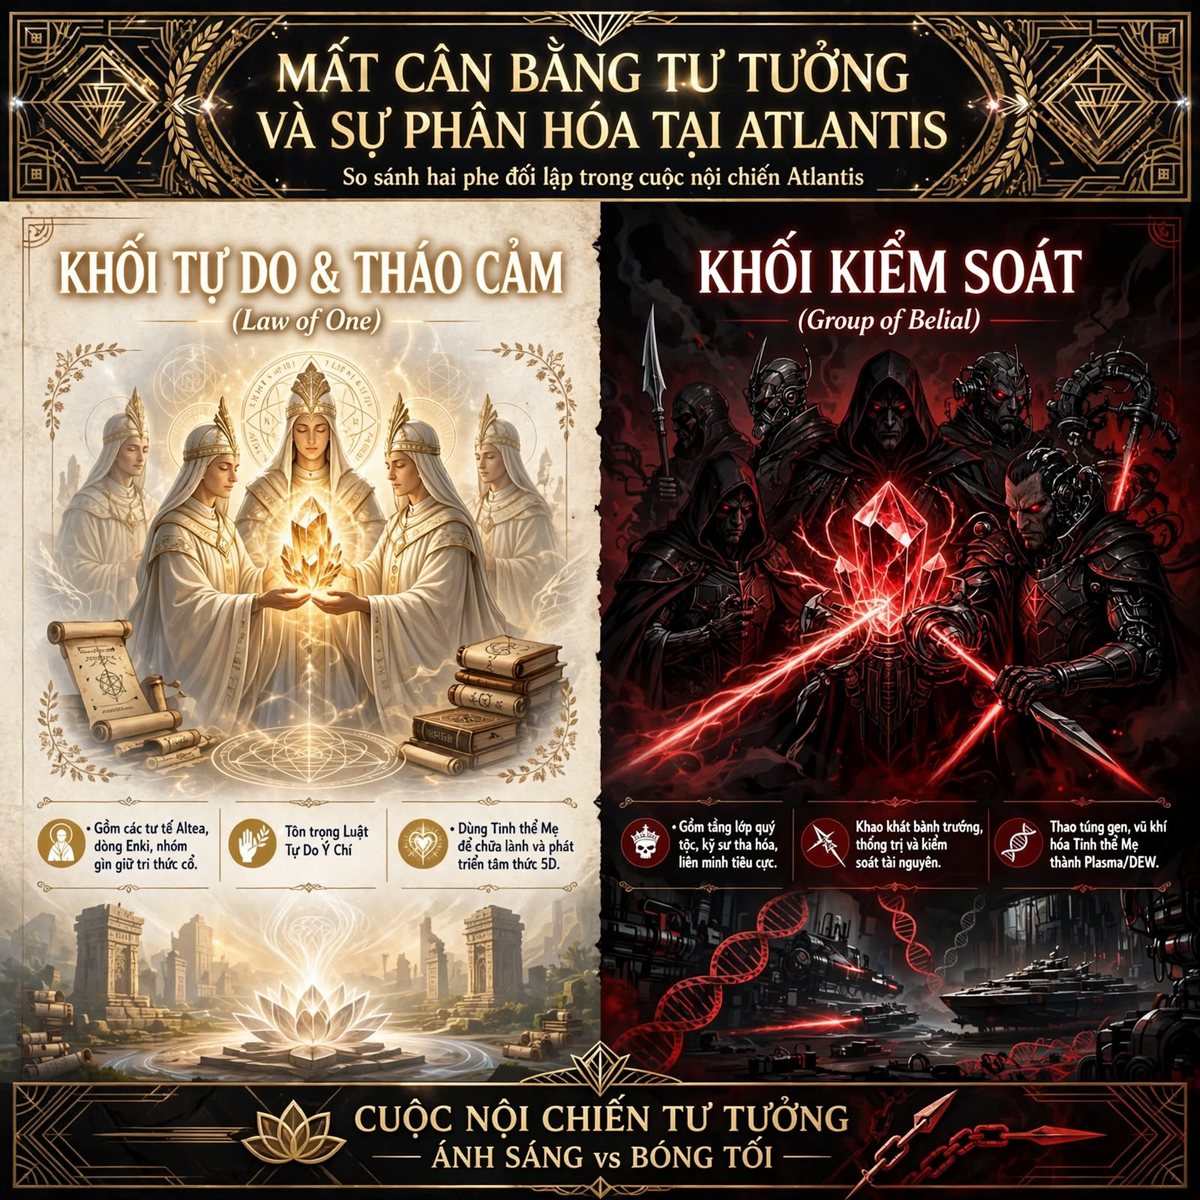 MẤT CÂN BẰNG TƯ TƯỞNG
VÀ SỰ PHÂN HÓA TẠI ATLANTIS
So sánh hai phe đối lập trong cuộc nội chiến Atlantis
KHỐI TỰ DO & THÁO CẢM
(Law of One)
• Gồm các tư tế Altea,
dòng Enki, nhóm
gìn giữ tri thức cổ.
Tôn trọng Luật
Tự Do Ý Chí
• Dùng Tinh thể Mẹ
để chữa lành và phát
triển tâm thức 5D.
KHỐI KIỂM SOÁT
(Group of Belial)
• Gồm tầng lớp quý
tộc, kỹ sư tha hóa,
liên minh tiêu cực.
Khao khát bành trướng,
thống trị và kiểm
soát tài nguyên.
Thao túng gen, vũ khí
hóa Tinh thể Mẹ
thành Plasma/DEW.
CUỘC NỘI CHIẾN TƯ TƯỞNG
ÁNH SÁNG vs BÓNG TỐI